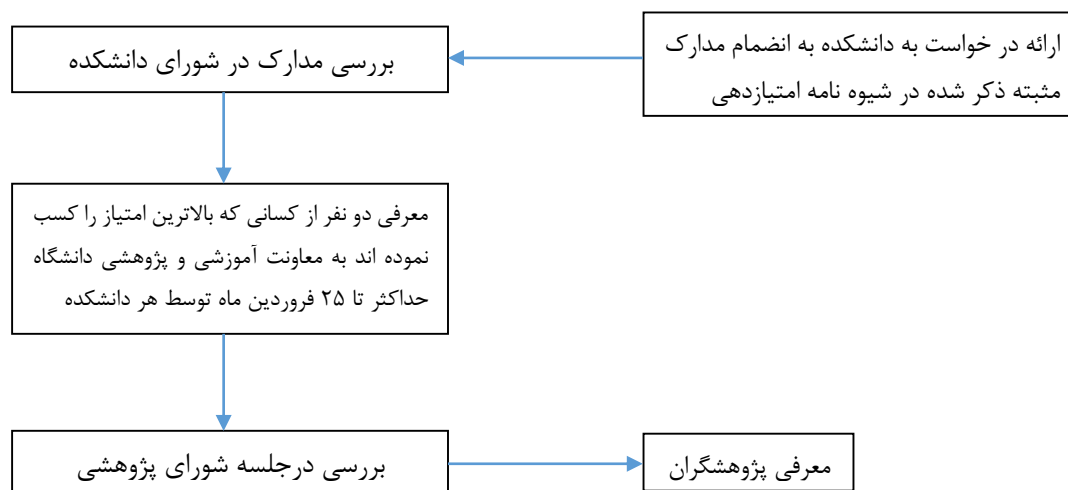 ارائه در خواست به دانشکده به انضمام مدارک
مثبته ذکر شده در شیوه نامه امتیازدهی
بررسی مدارک در شورای دانشکده
معرفی دو نفر از کسانی که بالاترین امتیاز را کسب
نموده اند به معاونت آموزشی و پژوهشی دانشگاه
حداکثر تا ۲۵ فروردین ماه توسط هر دانشکده
بررسی درجلسه شورای پژوهشی
معرفی پژوهشگران